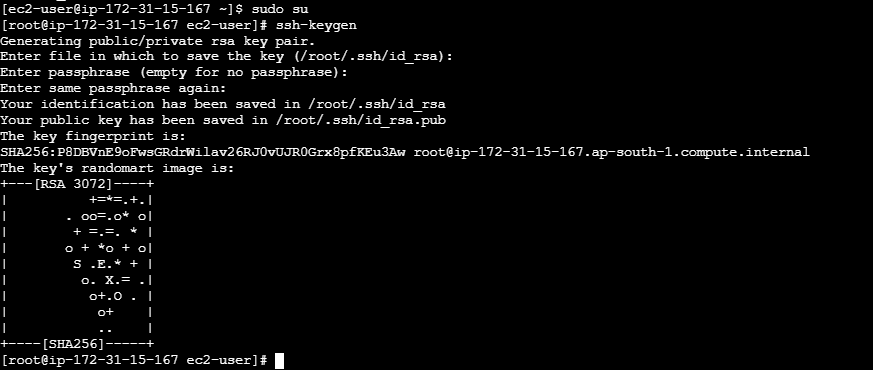 [ec2-user@ip-172-31-15-167 ~]$ sudo su
[root@ip-172-31-15-167 ec2-user]# ssh-keygen
Generating public/private rsa key pair.
Enter file in which to save the key (/root/.ssh/id_rsa):
Enter passphrase (empty for no passphrase):
Enter same passphrase again:
Your identification has been saved in /root/.ssh/id_rsa
Your public key has been saved in /root/.ssh/id_rsa.pub
The key fingerprint is:
SHA256:P8DBVnE9oFwsGRdrWilav26RJ0vUJR0Grx8pfKEu3Aw root@ip-172-31-15-167.ap-south-1.compute.internal
The key's randomart image is:
+---[RSA 3072]----+
|          +=*=.+.|
|       . oo=.o* o|
|        + =.=. * |
|       o + *o + o|
|        S .E.* + |
|         o. X.= .|
|          o+.O . |
|           o+    |
|           ..    |
+----[SHA256]-----+
[root@ip-172-31-15-167 ec2-user]#